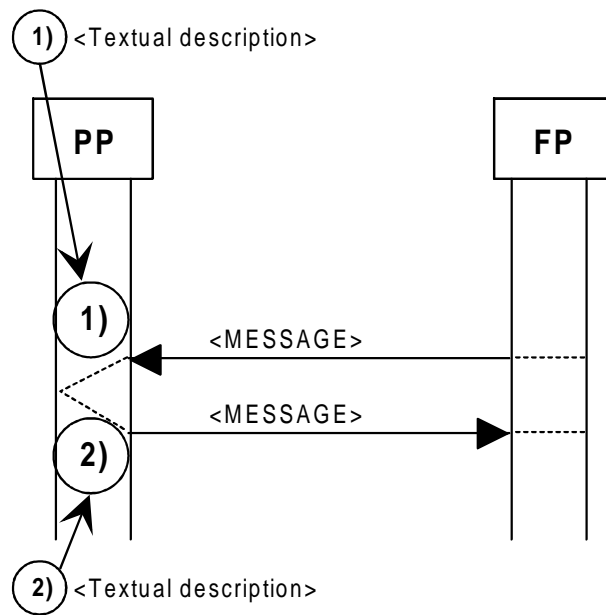 1) <Textual description>
PP
FP
1)
<MESSAGE>
<MESSAGE>
2)
2) <Textual description>